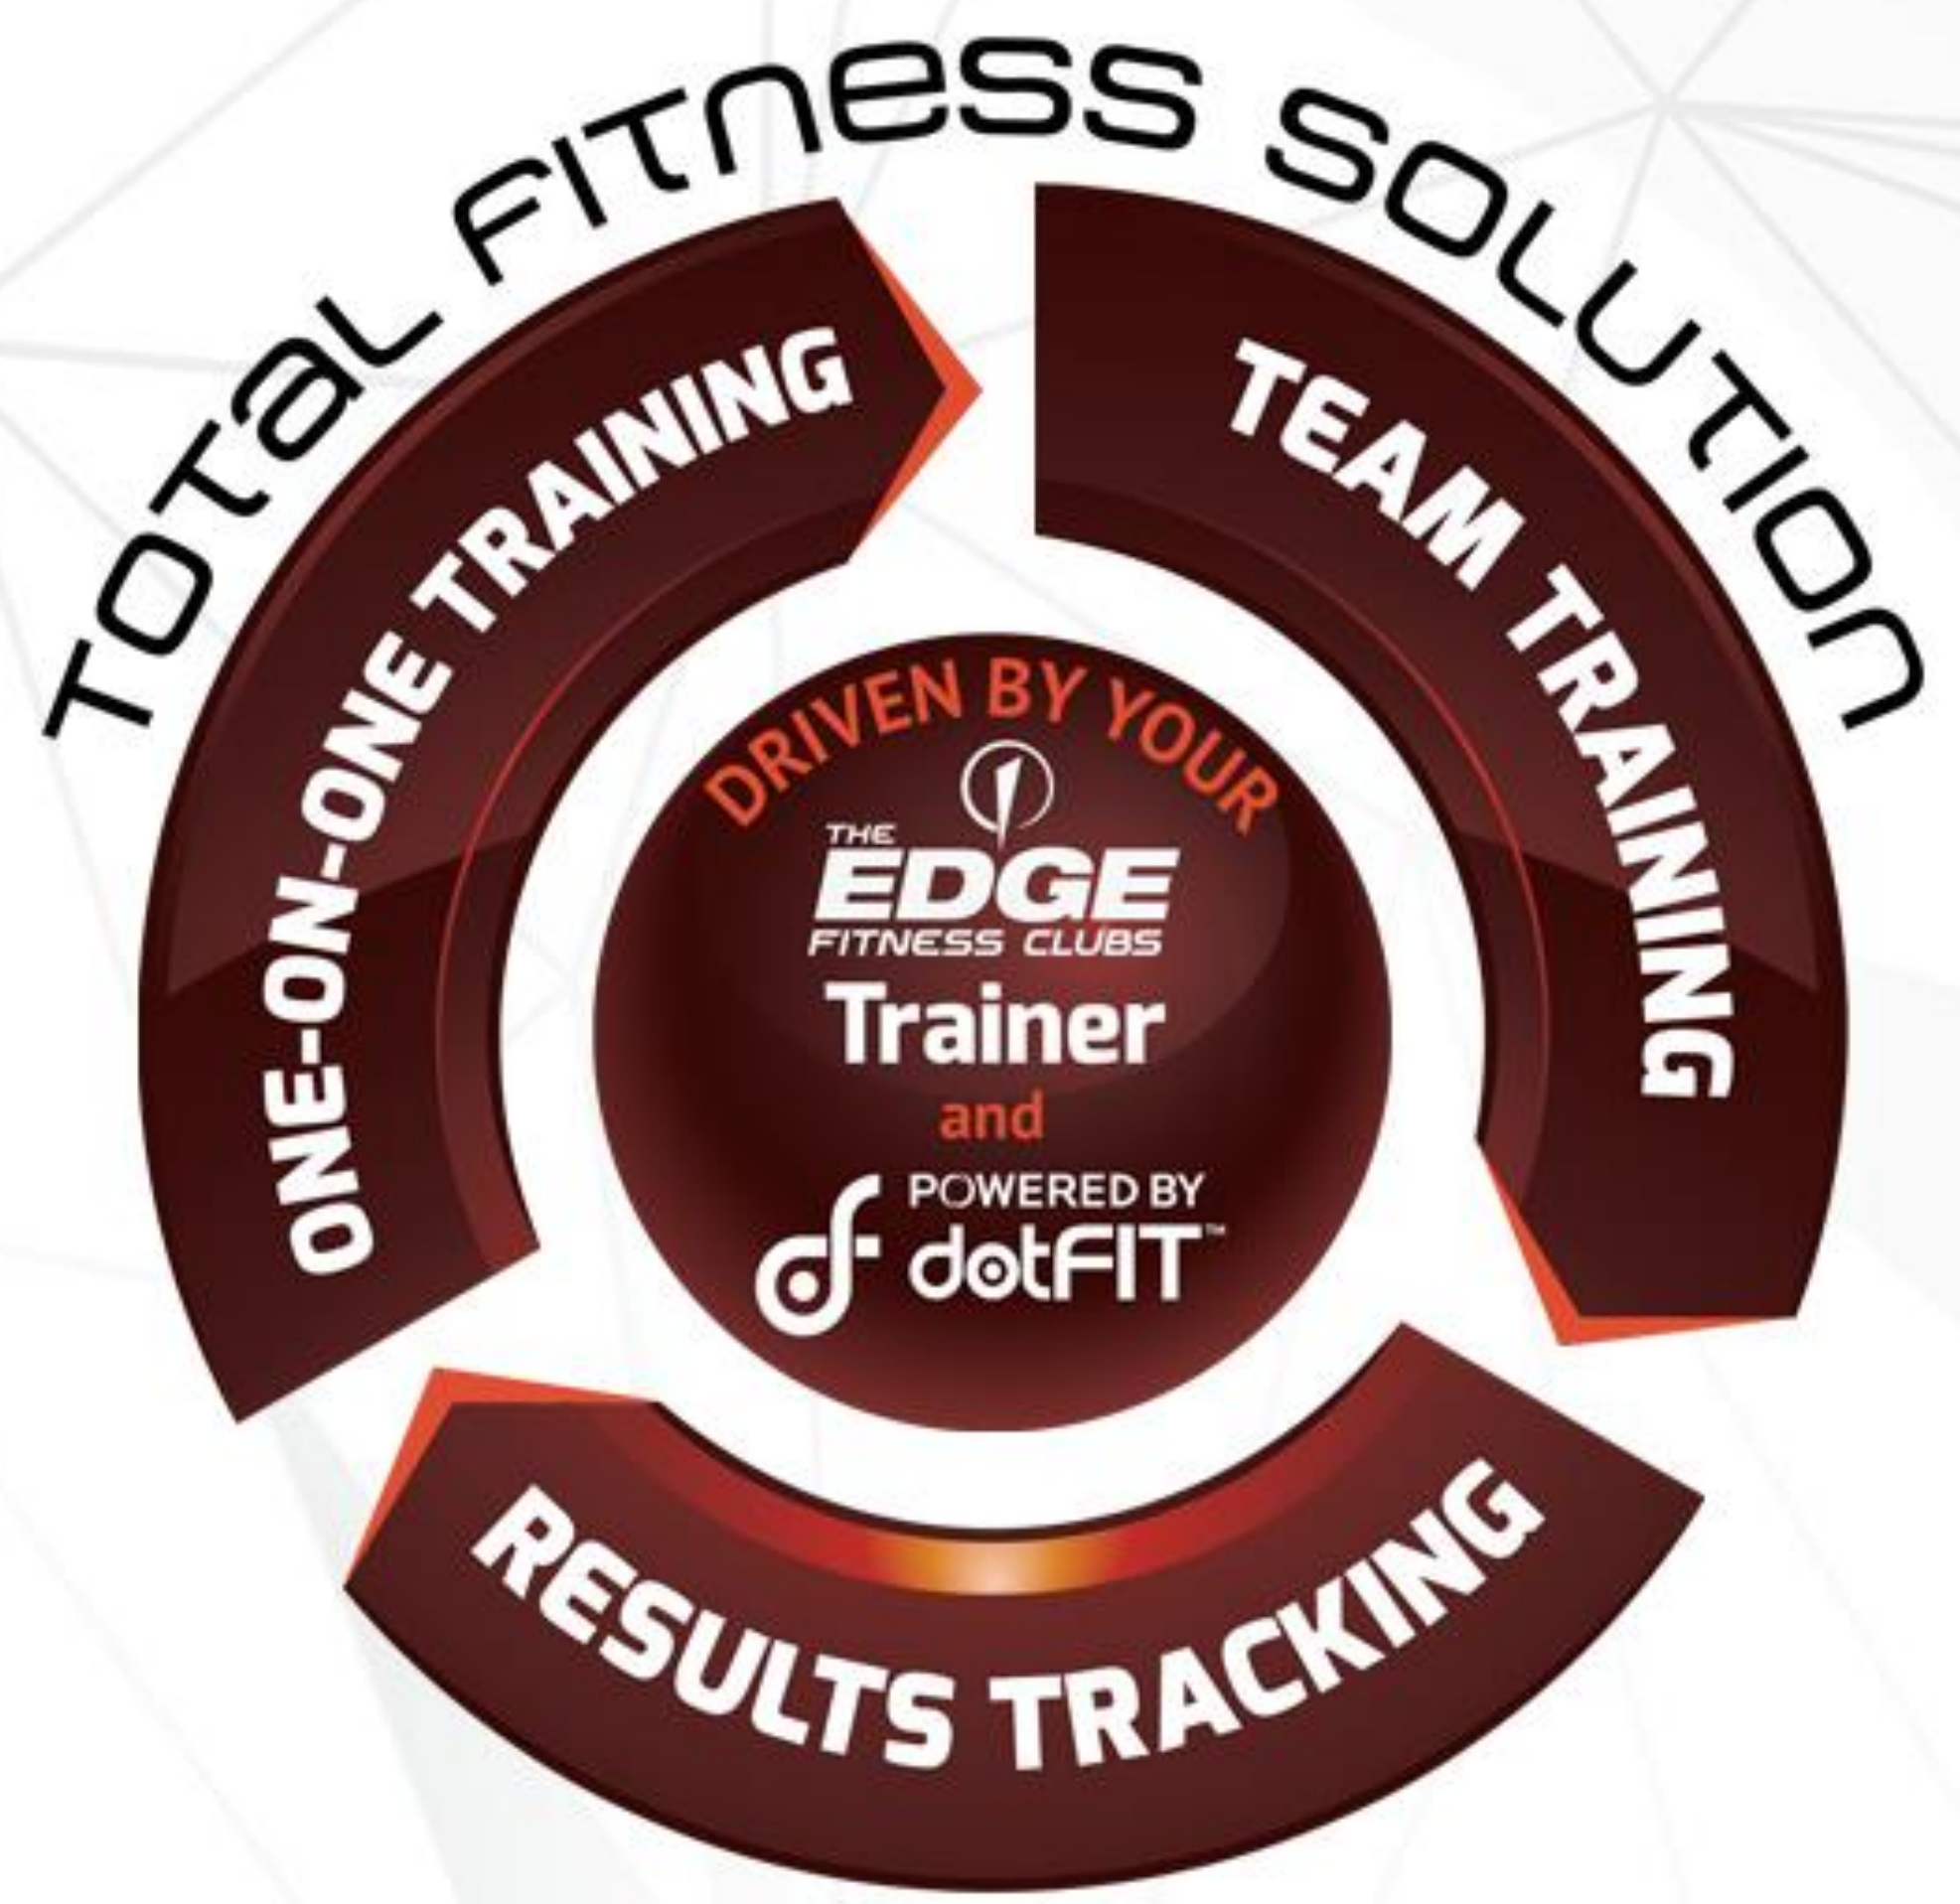 TOTaL FITNESS SOLUTION
ONE-ON-ONE TRAINING
TEAM TRAINING
RESULTS TRACKING
DRIVEN BY YOUR
THE
EDGE
FITNESS CLUBS
Trainer
and
POWERED BY
dotFIT™